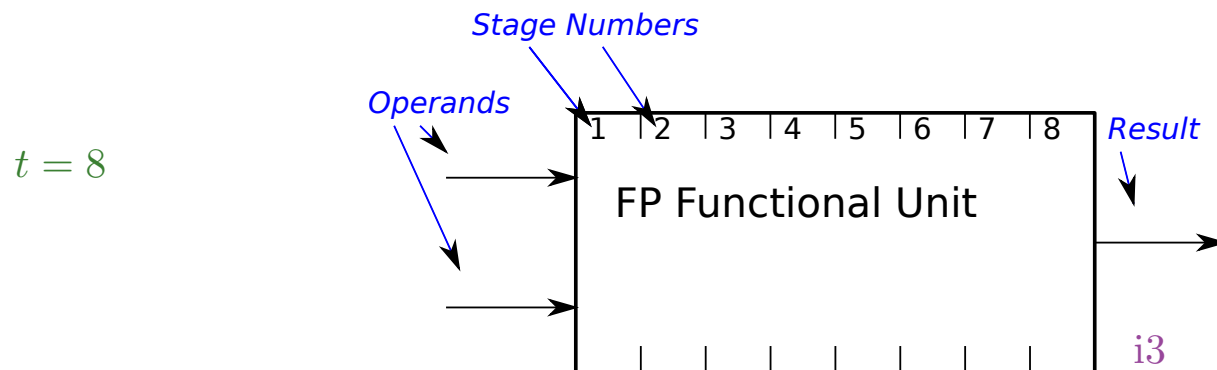 Stage Numbers
Operands
1 2 3 4 5 6 7 8
Result
t = 8
FP Functional Unit
i3